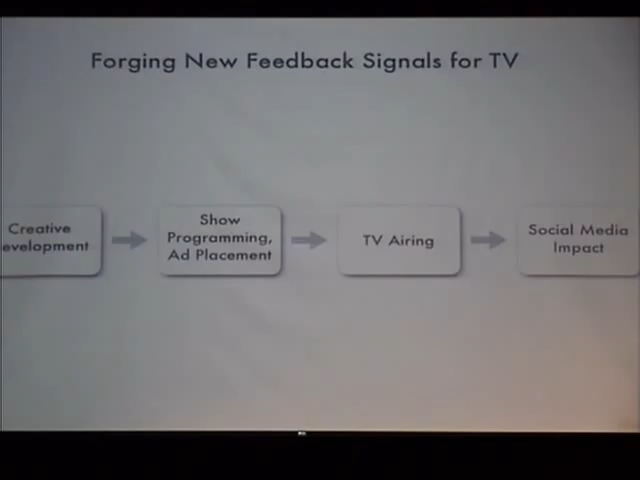 Forging New Feedback Signals for TV
Creative
evelopment
Show
Programming,
Ad Placement
TV Airing
Social Media
Impact